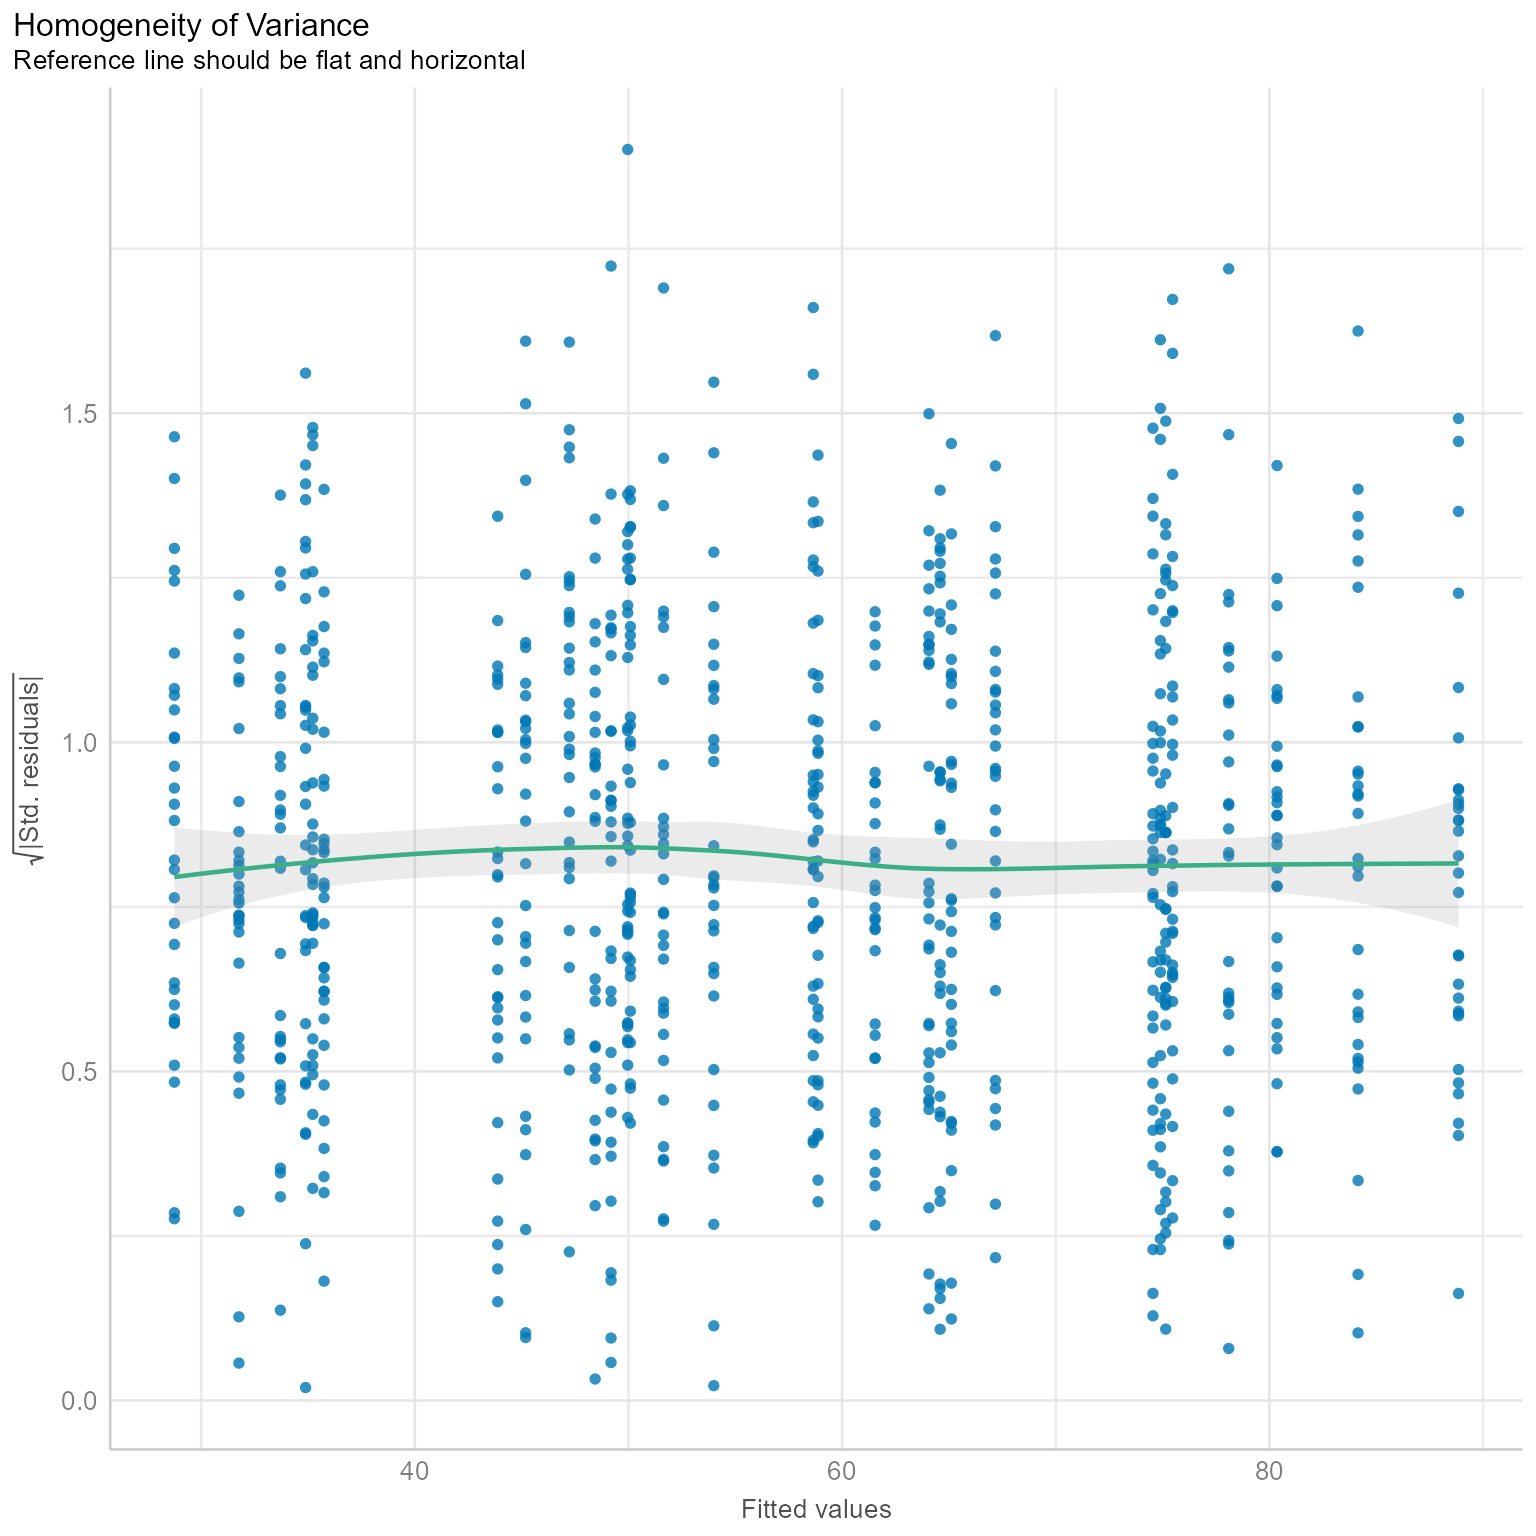 Homogeneity of Variance
Reference line should be flat and horizontal
√|Std. residuals|
1.5
1.0
0.5
0.0
40
60
80
Fitted values